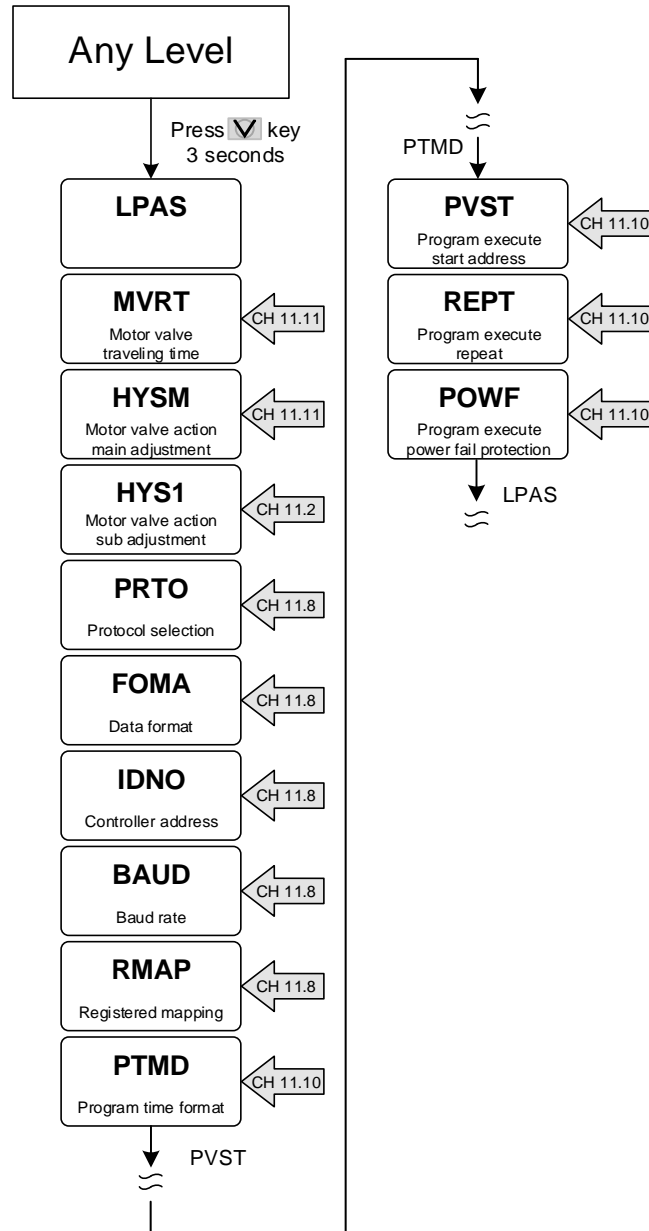 Any Level
Press key
3 seconds
LPAS
MVRT
Motor valve
traveling time
CH 11.11
HYSM
Motor valve action
main adjustment
CH 11.11
HYS1
Motor valve action
sub adjustment
CH 11.2
PRTO
Protocol selection
CH 11.8
FOMA
Data format
CH 11.8
IDNO
Controller address
CH 11.8
BAUD
Baud rate
CH 11.8
RMAP
Registered mapping
CH 11.8
PTMD
Program time format
CH 11.10
PVST
PTMD
PVST
Program execute
start address
CH 11.10
REPT
Program execute
repeat
CH 11.10
POWF
Program execute
power fail protection
CH 11.10
LPAS